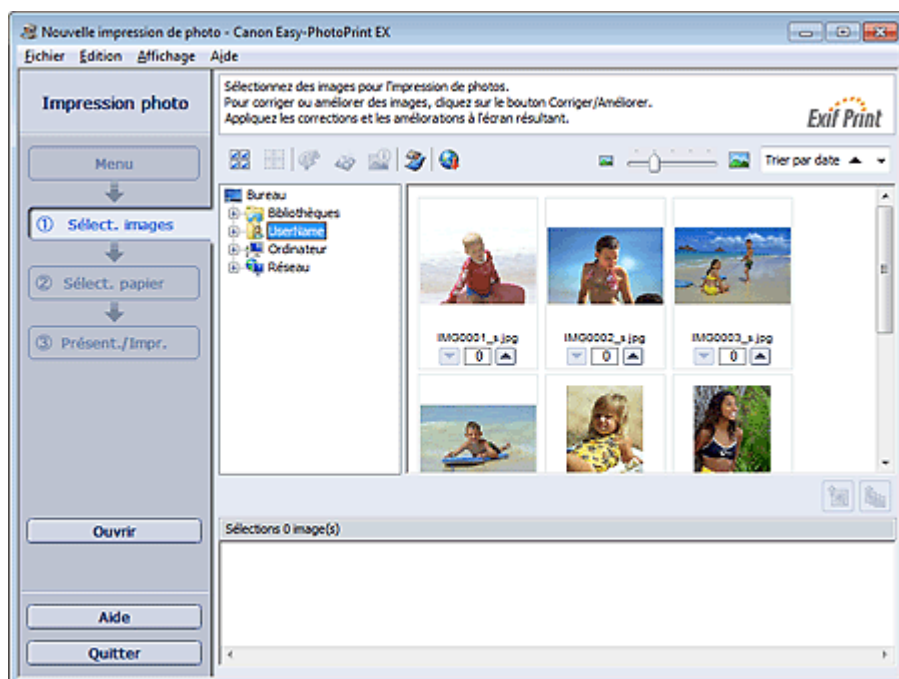 Nouvelle impression de photo - Canon Easy-PhotoPrint EX
Fichier Édition Affichage Aide
Impression photo
Sélectionnez des images pour l'impression de photos.
Pour corriger ou améliorer des images, cliquez sur le bouton Corriger/Améliorer.
Appliquez les corrections et les améliorations à l'écran résultant.
Exif Print
Menu
Trier par date
① Sélect. images
② Sélect. papier
③ Présent./Impr.
Bureau
Bibliothèques
UserName
Ordinateur
Réseau
IMG0001_s.jpg
IMG0002_s.jpg
IMG0003_s.jpg
0
0
0
Ouvrir
Sélections 0 image(s)
Aide
Quitter